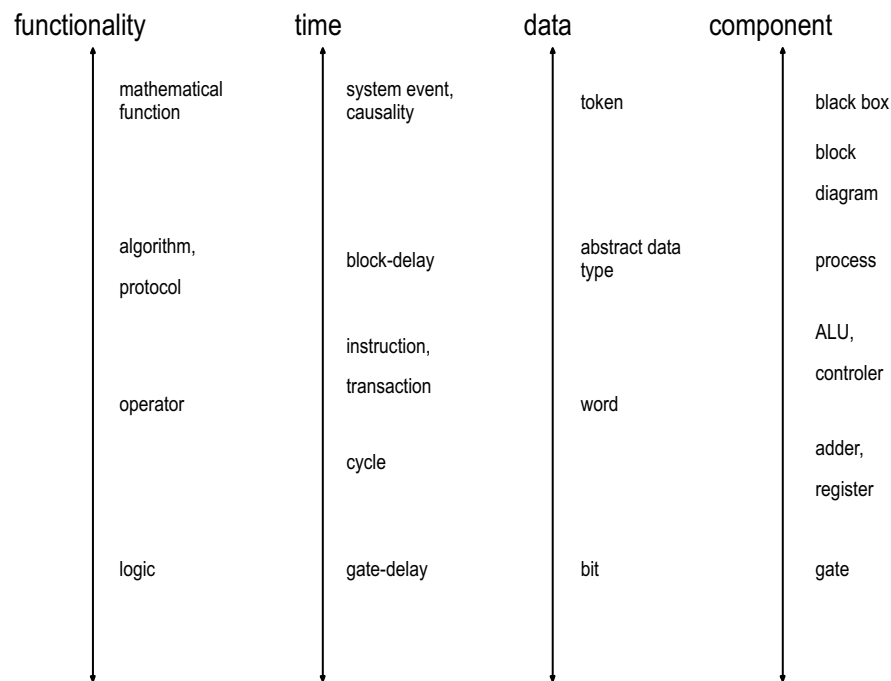 functionality
time
data
component
mathematical
function
system event,
causality
token
black box
block
diagram
algorithm,
protocol
block-delay
abstract data
type
process
instruction,
transaction
ALU,
controler
operator
word
cycle
adder,
register
logic
gate-delay
bit
gate